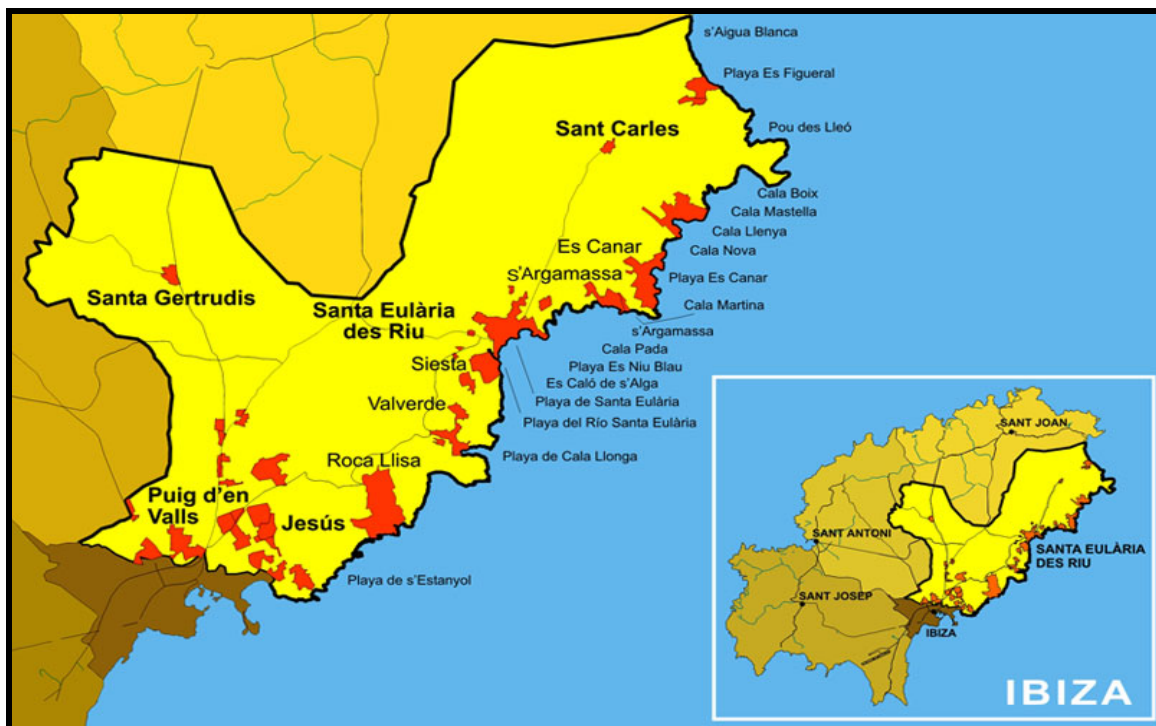 s'Aigua Blanca
Playa Es Figueral
Sant Carles
Pou des Lleó
Cala Boix
Cala Mastella
Cala Llenya
Es Canar
Cala Nova
s'Argamassa
Playa Es Canar
Santa Gertrudis
Cala Martina
Santa Eulària
des Riu
s'Argamassa
Cala Pada
Siesta
Playa Es Niu Blau
Es Caló de s'Alga
Valverde
Playa de Santa Eulària
Playa del Río Santa Eulària
Playa de Cala Llonga
Roca Llisa
Puig d'en
Valls
Jesús
Playa de s'Estanyol
SANT JOAN
SANT ANTONI
SANTA EULÀRIA
DES RIU
SANT JOSEP
IBIZA
IBIZA